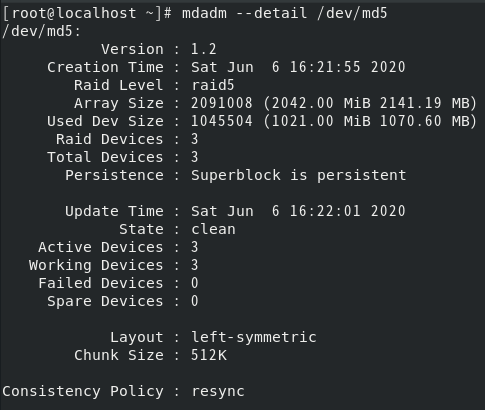 [root@localhost ~]# mdadm --detail /dev/md5
/dev/md5:
Version : 1.2
Creation Time : Sat Jun  6 16:21:55 2020
Raid Level : raid5
Array Size : 2091008 (2042.00 MiB 2141.19 MB)
Used Dev Size : 1045504 (1021.00 MiB 1070.60 MB)
Raid Devices : 3
Total Devices : 3
Persistence : Superblock is persistent
Update Time : Sat Jun  6 16:22:01 2020
State : clean
Active Devices : 3
Working Devices : 3
Failed Devices : 0
Spare Devices : 0
Layout : left-symmetric
Chunk Size : 512K
Consistency Policy : resync